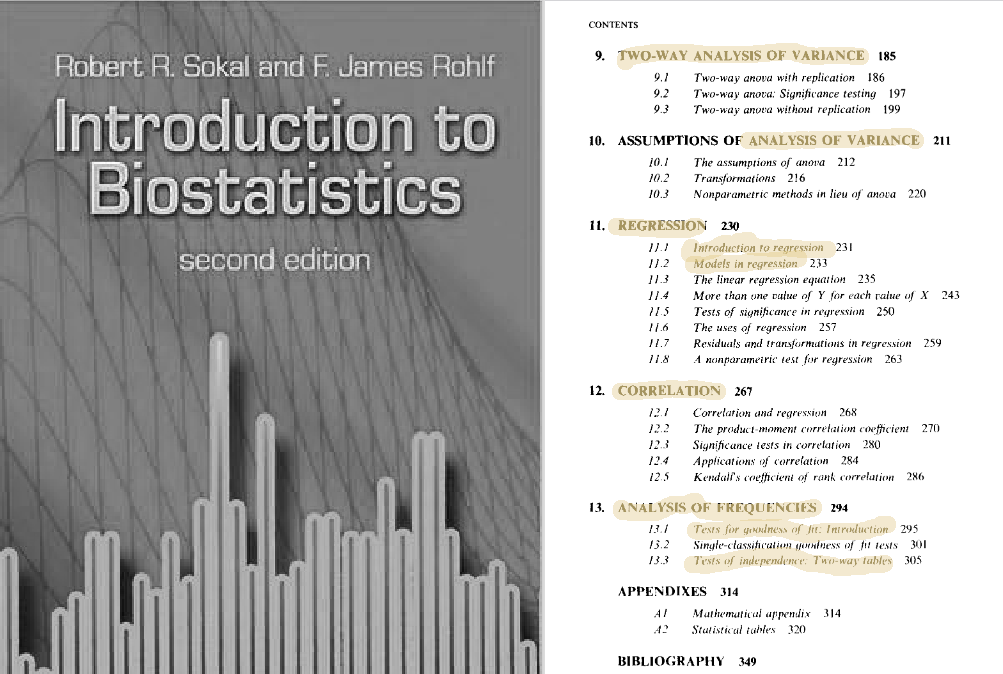 Robert R. Sokal and F. James Rohlf
Introduction to
Biostatistics
second edition
CONTENTS
9. TWO-WAY ANALYSIS OF VARIANCE 185
9.1 Two-way anova with replication 186
9.2 Two-way anova: Significance testing 197
9.3 Two-way anova without replication 199
10. ASSUMPTIONS OF ANALYSIS OF VARIANCE 211
10.1 The assumptions of anova 212
10.2 Transformations 216
10.3 Nonparametric methods in lieu of anova 220
11. REGRESSION 230
11.1 Introduction to regression 231
11.2 Models in regression 233
11.3 The linear regression equation 235
11.4 More than one value of Y for each value of X 243
11.5 Tests of significance in regression 250
11.6 The uses of regression 257
11.7 Residuals and transformations in regression 259
11.8 A nonparametric test for regression 263
12. CORRELATION 267
12.1 Correlation and regression 268
12.2 The product-moment correlation coefficient 270
12.3 Significance tests in correlation 280
12.4 Applications of correlation 284
12.5 Kendall's coefficient of rank correlation 286
13. ANALYSIS OF FREQUENCIES 294
13.1 Tests for goodness of fit: Introduction 295
13.2 Single-classification goodness of fit tests 301
13.3 Tests of independence: Two-way tables 305
APPENDIXES 314
A1 Mathematical appendix 314
A2 Statistical tables 320
BIBLIOGRAPHY 349